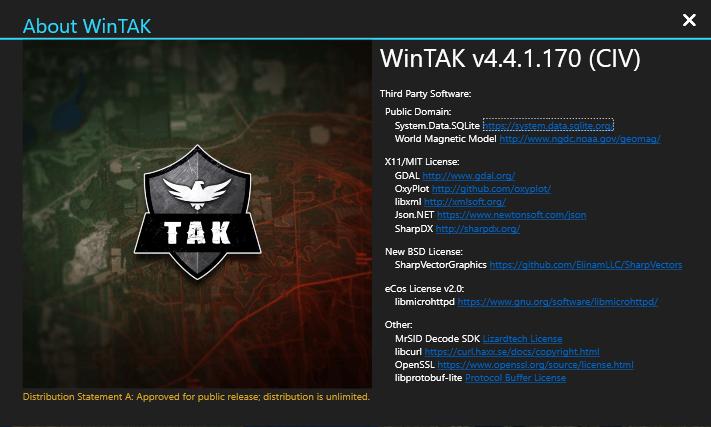 About WinTAK
WinTAK v4.4.1.170 (CIV)
Third Party Software:
Public Domain:
System.Data.SQLite https://system.data.sqlite.org/
World Magnetic Model http://www.ngdc.noaa.gov/geomag/
X11/MIT License:
GDAL http://www.gdal.org/
OxyPlot http://github.com/oxyplot/
libxml http://xmlsoft.org/
Json.NET https://www.newtonsoft.com/json
SharpDX http://sharpdx.org/
New BSD License:
SharpVectorGraphics https://github.com/ElinamLLC/SharpVectors
eCos License v2.0:
libmicrohttpd https://www.gnu.org/software/libmicrohttpd/
Other:
MrSID Decode SDK Lizardtech License
libcurl https://curl.haxx.se/docs/copyright.html
OpenSSL https://www.openssl.org/source/license.html
libprotobuf-lite Protocol Buffer License
TAK
Distribution Statement A: Approved for public release; distribution is unlimited.